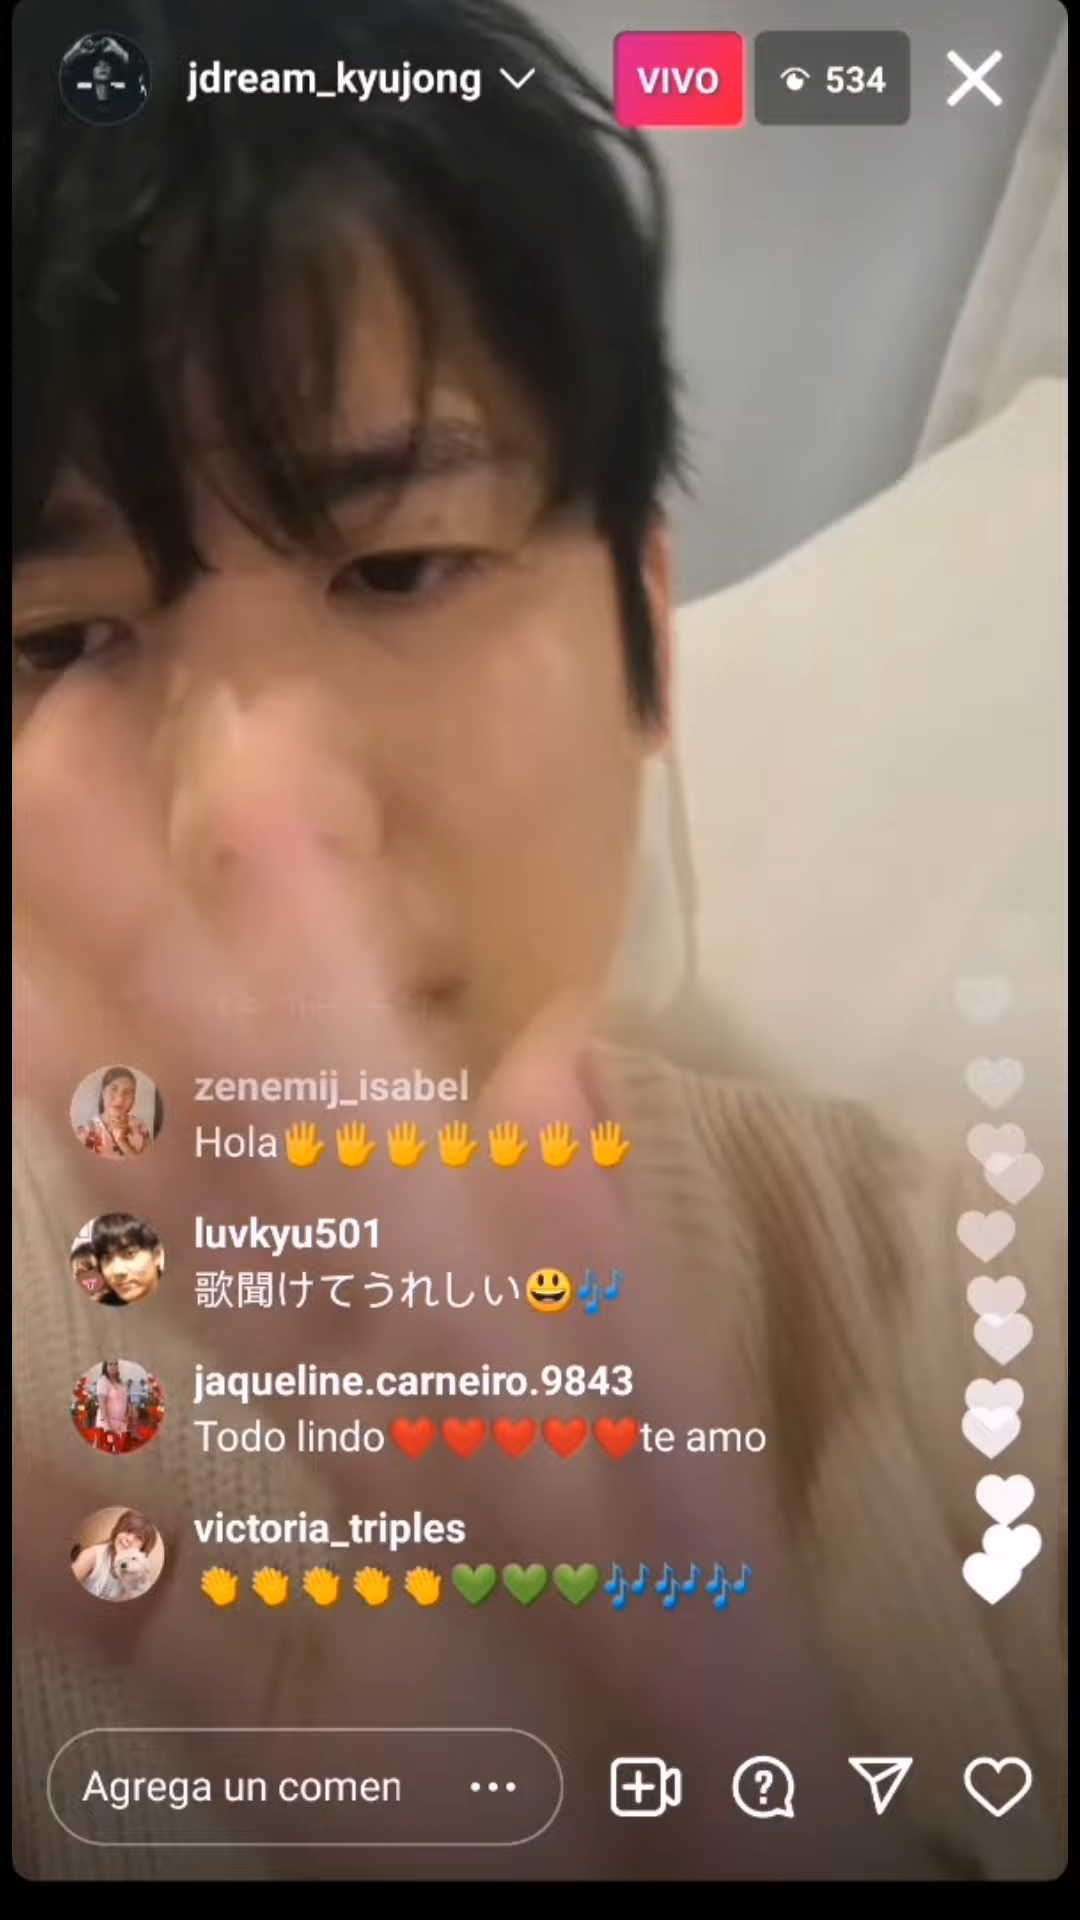 jdream_kyujong
VIVO
534
zenemij_isabel
Hola🖐🖐🖐🖐🖐🖐🖐
luvkyu501
歌聞けてうれしい😃🎶
jaqueline.carneiro.9843
Todo lindo❤️❤️❤️❤️❤️te amo
victoria_triples
👏👏👏👏👏💚💚💚🎶🎶🎶
Agrega un comen